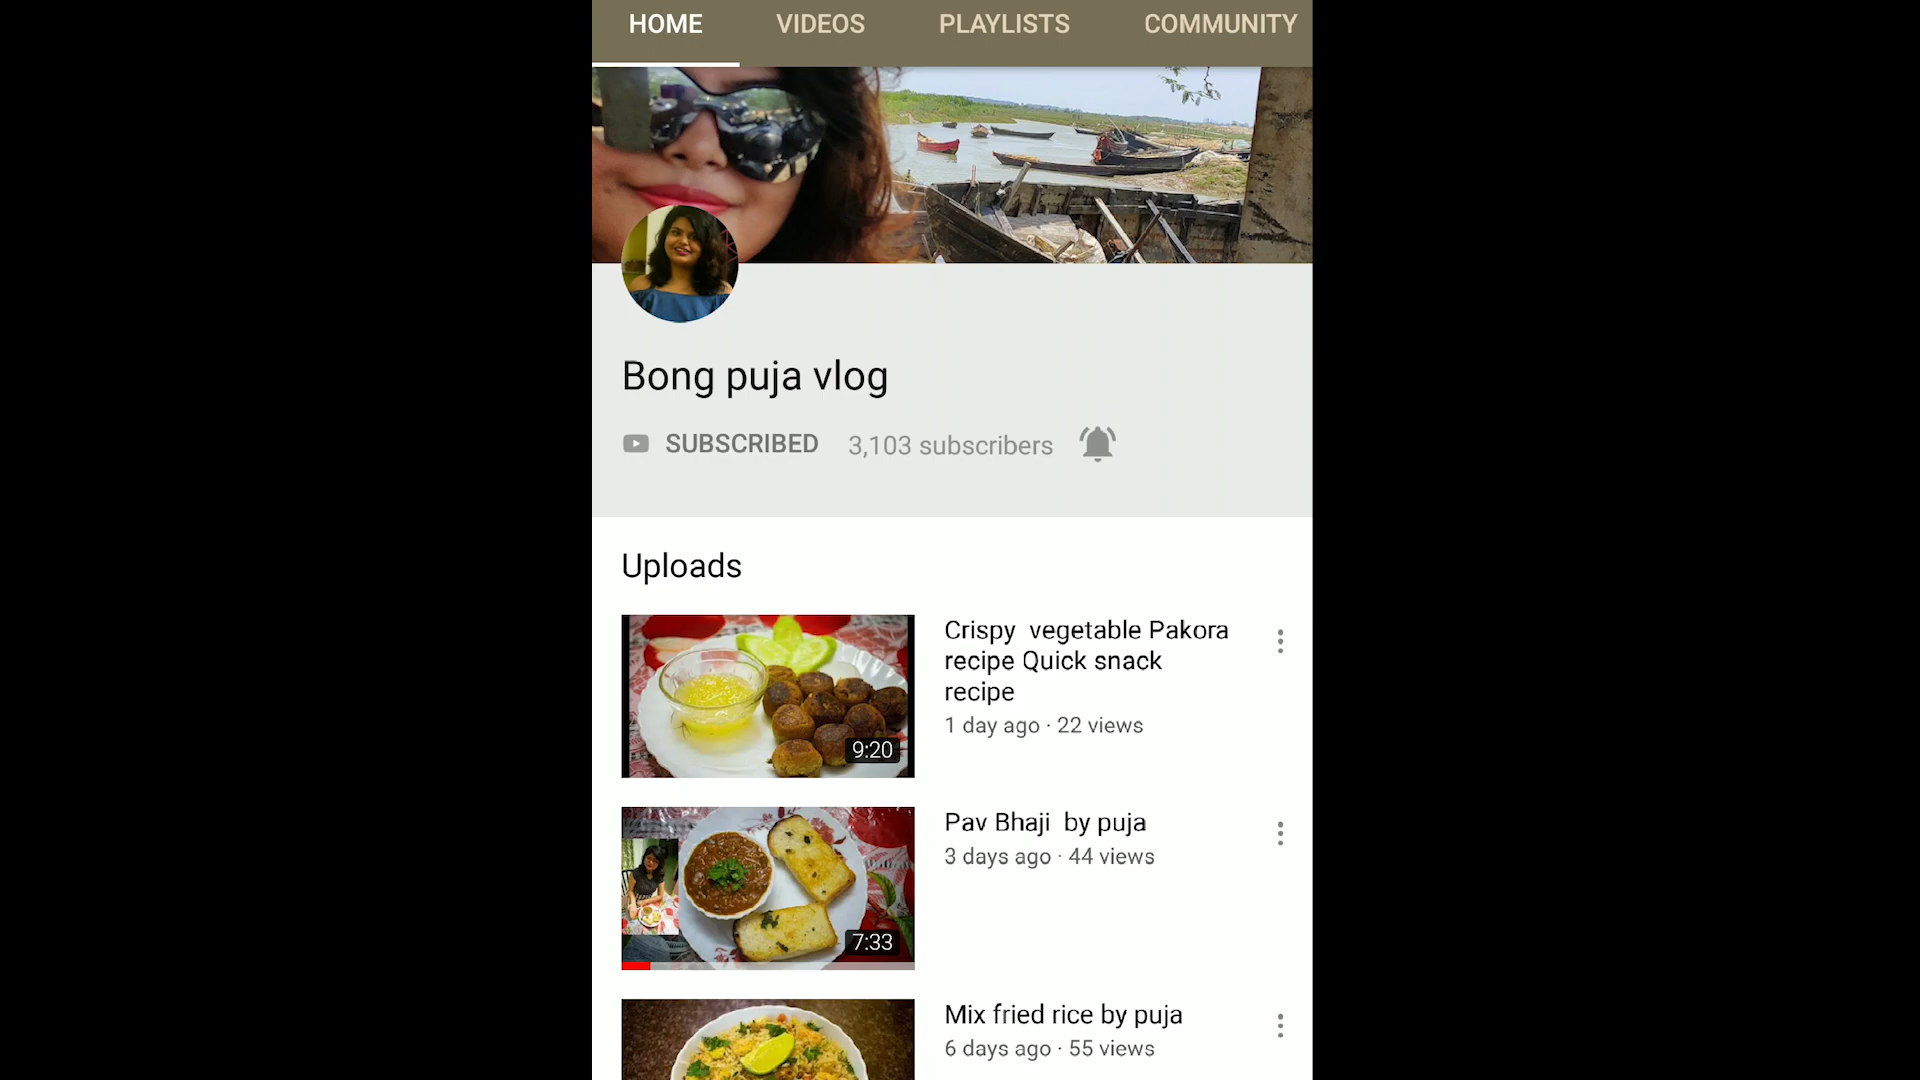 HOME VIDEOS PLAYLISTS COMMUNITY
Bong puja vlog
SUBSCRIBED 3,103 subscribers
Uploads
Crispy vegetable Pakora
recipe Quick snack
recipe
1 day ago · 22 views
9:20
Pav Bhaji by puja
3 days ago · 44 views
7:33
Mix fried rice by puja
6 days ago · 55 views